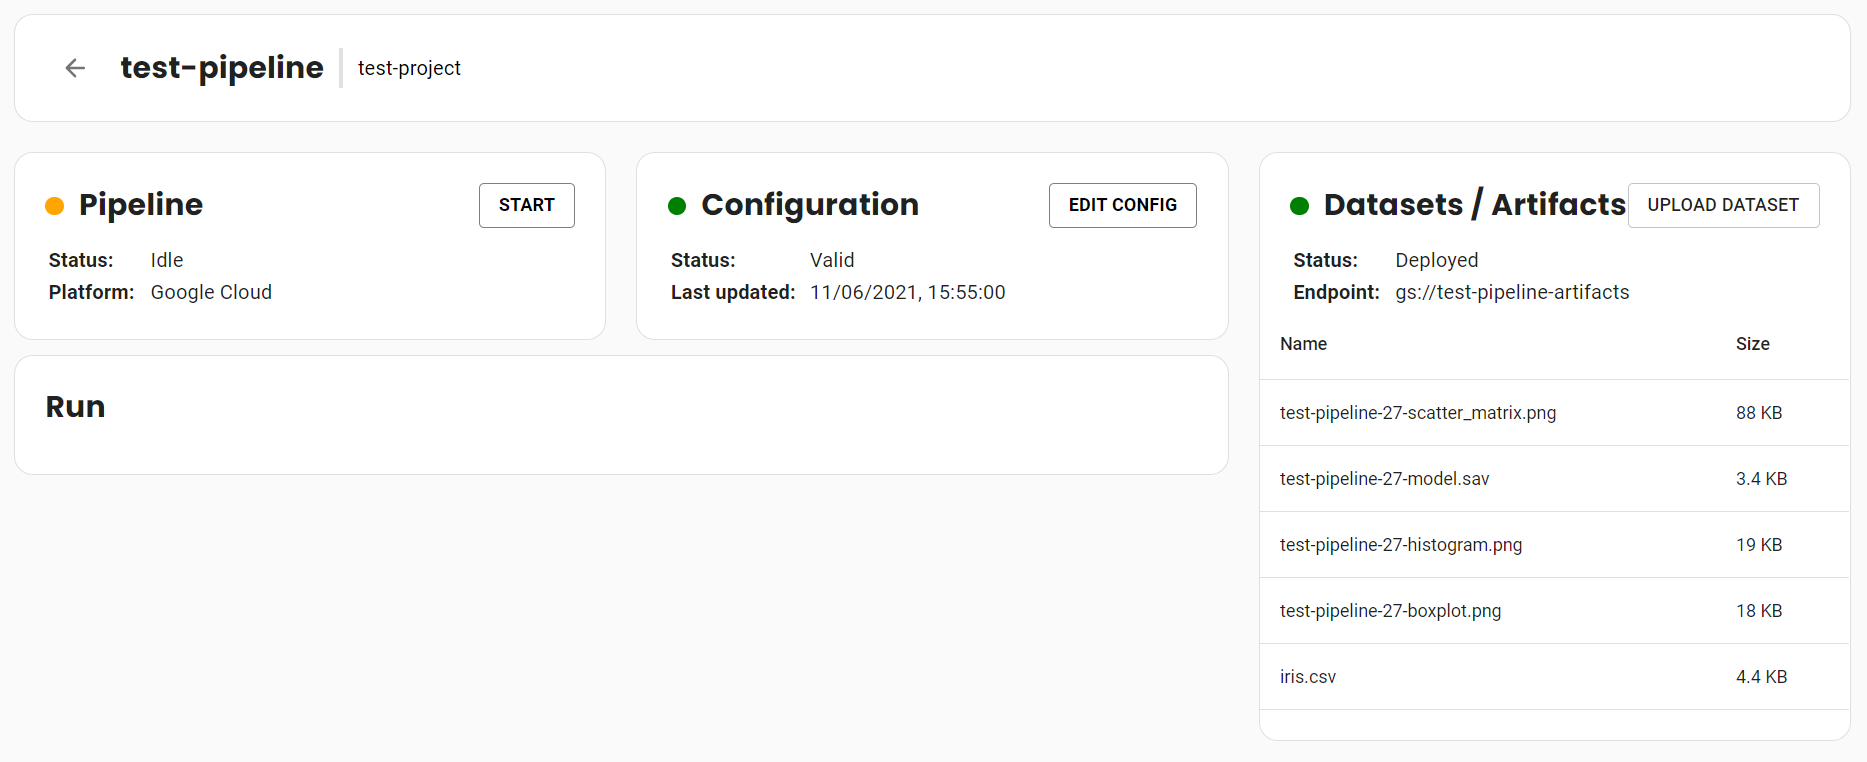 test-pipeline test-project
Pipeline START
Status: Idle
Platform: Google Cloud
Configuration EDIT CONFIG
Status: Valid
Last updated: 11/06/2021, 15:55:00
Run
Datasets / Artifacts UPLOAD DATASET
Status: Deployed
Endpoint: gs://test-pipeline-artifacts
Name Size
test-pipeline-27-scatter_matrix.png 88 KB
test-pipeline-27-model.sav 3.4 KB
test-pipeline-27-histogram.png 19 KB
test-pipeline-27-boxplot.png 18 KB
iris.csv 4.4 KB